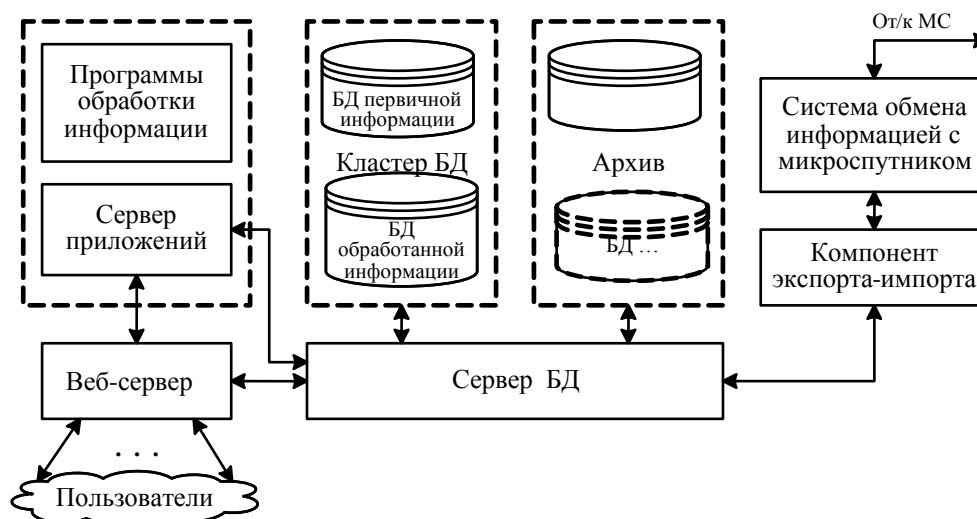 От/к МС
Программы
обработки
информации
БД первичной
информации
Кластер БД
Архив
Система обмена
информацией с
микроспутником
Сервер
приложений
БД
обработанной
информации
БД ...
Компонент
экспорта-импорта
Веб-сервер
Сервер БД
. . .
Пользователи